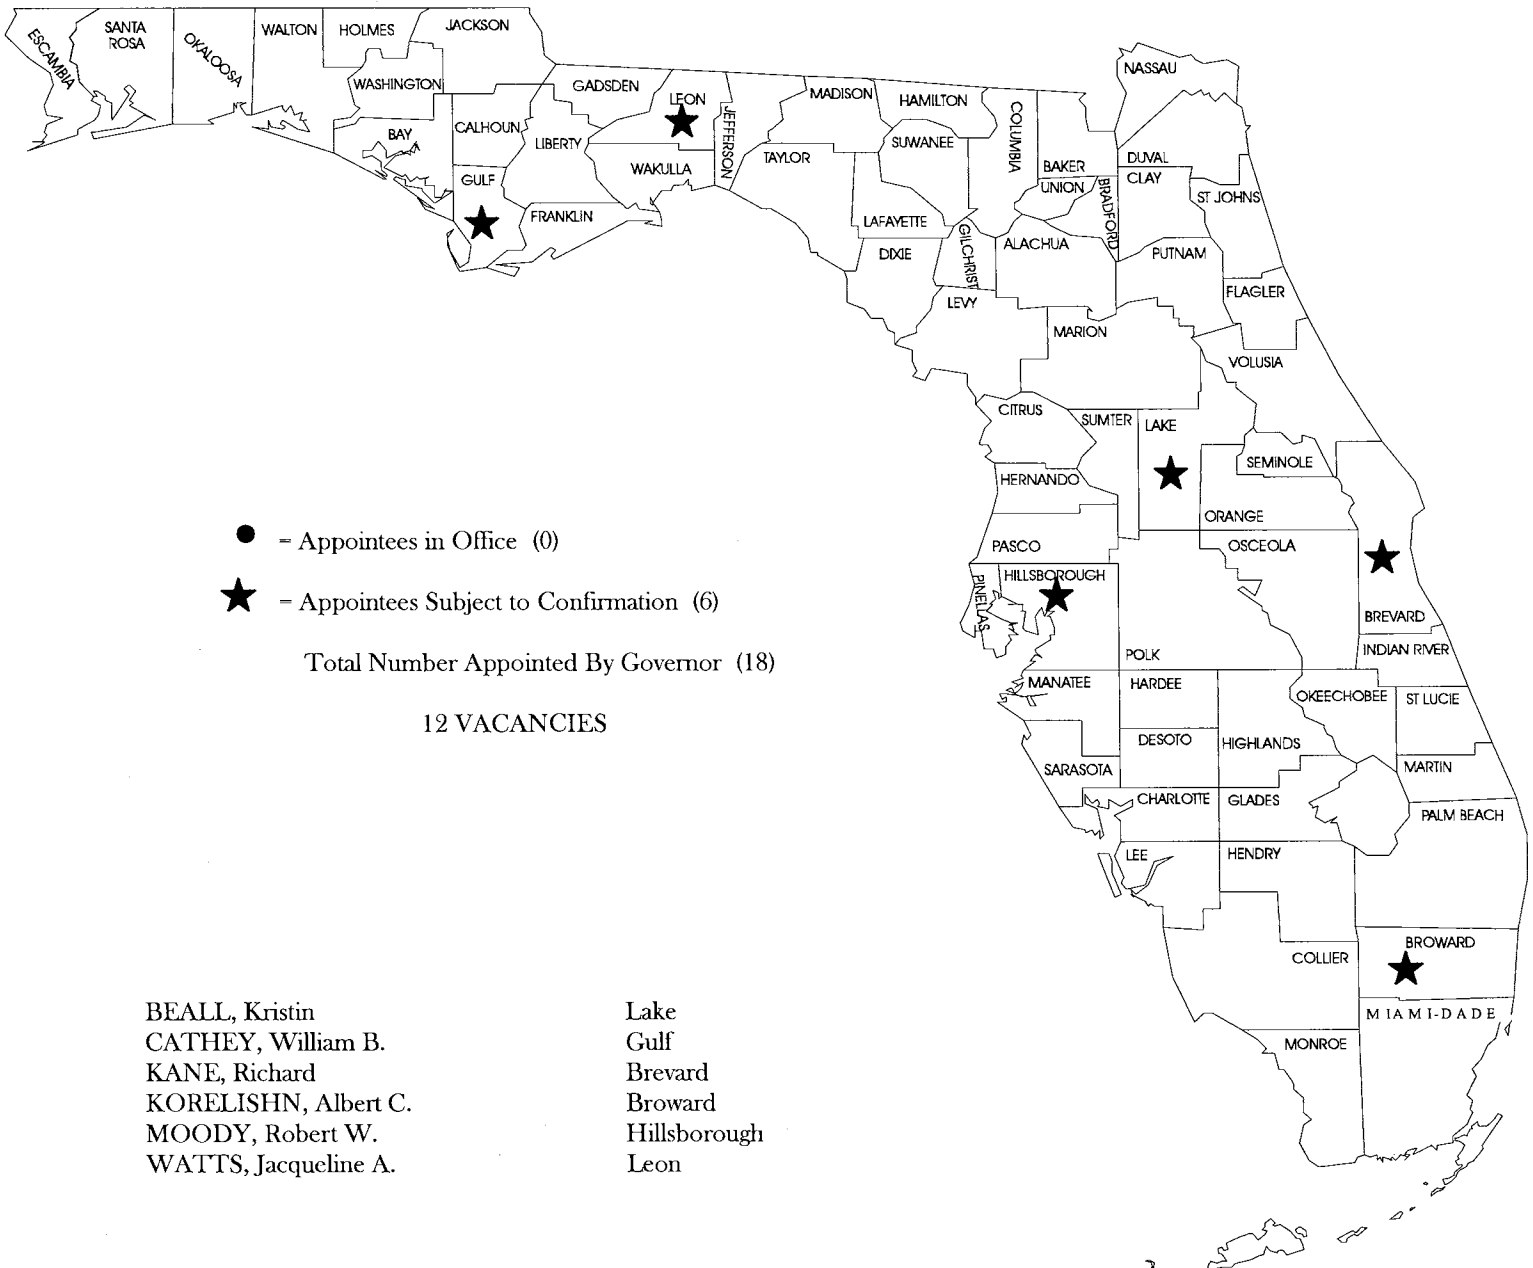 ESCAMBIA
SANTA
ROSA
OKALOOSA
WALTON
HOLMES
JACKSON
WASHINGTON
BAY
CALHOUN
GULF
GADSDEN
LIBERTY
FRANKLIN
LEON
WAKULLA
JEFFERSON
MADISON
TAYLOR
HAMILTON
SUWANEE
LAFAYETTE
DIXIE
COLUMBIA
GILCHRIST
BAKER
UNION
BRADFORD
ALACHUA
LEVY
NASSAU
DUVAL
CLAY
ST JOHNS
PUTNAM
FLAGLER
MARION
VOLUSIA
CITRUS
SUMTER
LAKE
SEMINOLE
HERNANDO
ORANGE
PASCO
OSCEOLA
HILLSBOROUGH
PINELLAS
BREVARD
POLK
INDIAN RIVER
MANATEE
HARDEE
OKEECHOBEE
ST LUCIE
DESOTO
HIGHLANDS
SARASOTA
MARTIN
CHARLOTTE
GLADES
PALM BEACH
LEE
HENDRY
BROWARD
COLLIER
MIAMI-DADE
MONROE
= Appointees in Office (0)
= Appointees Subject to Confirmation (6)
Total Number Appointed By Governor (18)
12 VACANCIES
BEALL, Kristin Lake
CATHEY, William B. Gulf
KANE, Richard Brevard
KORELISHN, Albert C. Broward
MOODY, Robert W. Hillsborough
WATTS, Jacqueline A. Leon